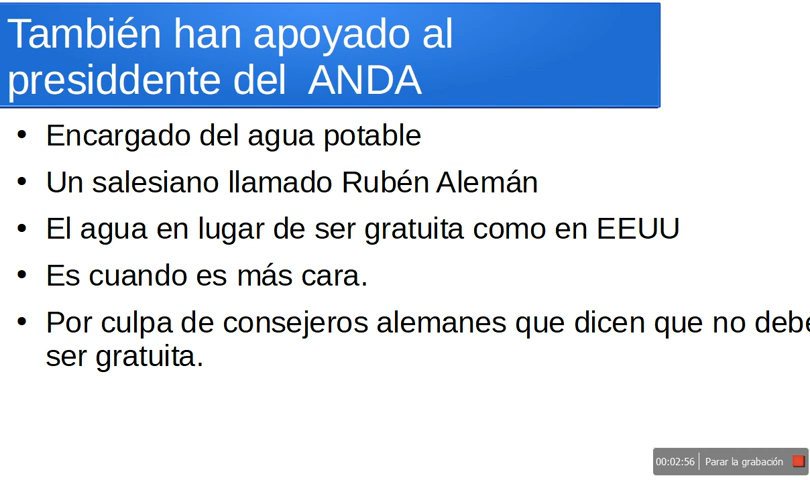 También han apoyado al
presiddente del  ANDA
• Encargado del agua potable
• Un salesiano llamado Rubén Alemán
• El agua en lugar de ser gratuita como en EEUU
• Es cuando es más cara.
• Por culpa de consejeros alemanes que dicen que no debe
ser gratuita.
00:02:56 Parar la grabación